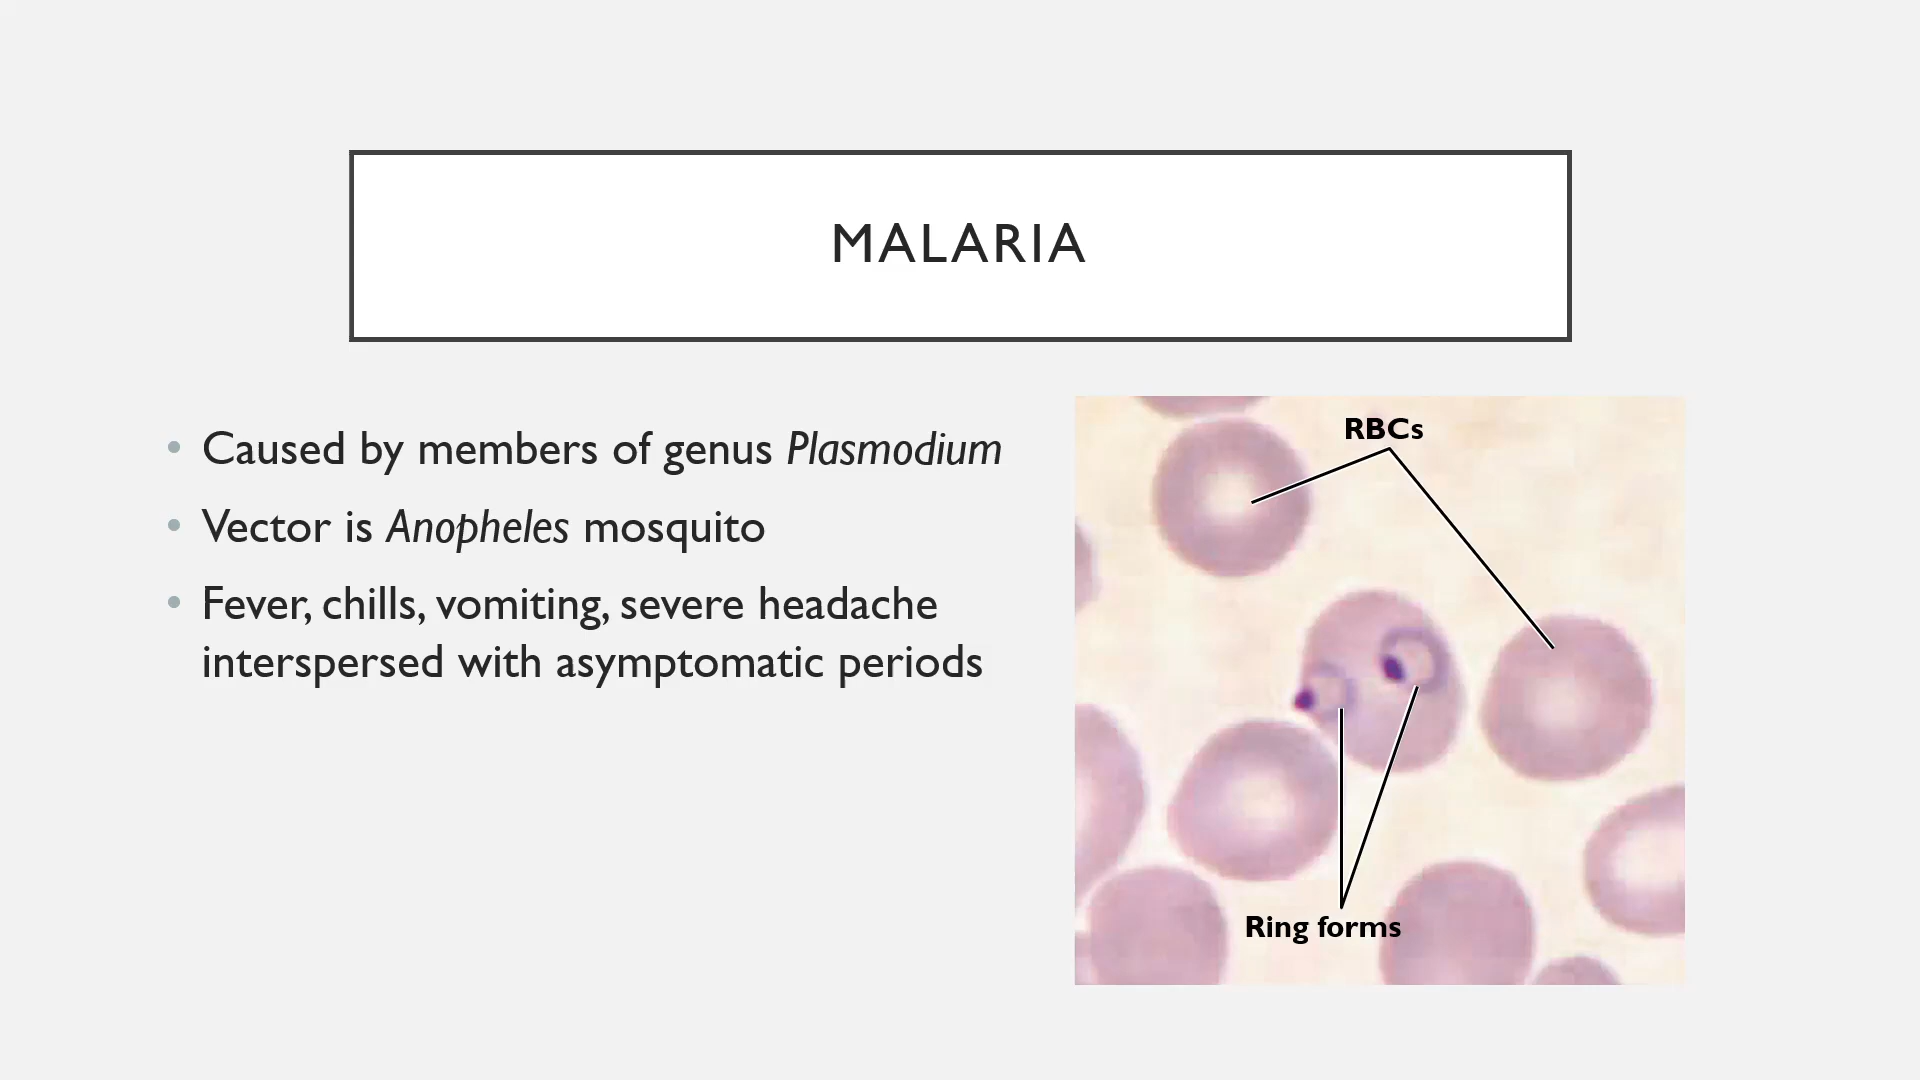 MALARIA
Caused by members of genus Plasmodium
Vector is Anopheles mosquito
Fever, chills, vomiting, severe headache
interspersed with asymptomatic periods
RBCs
Ring forms